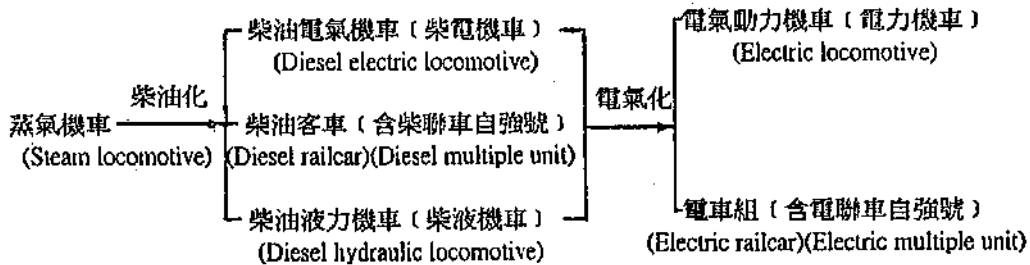 蒸氣機車
(Steam locomotive)
柴油化
柴油電氣機車﹝柴電機車﹞
(Diesel electric locomotive)
柴油客車﹝含柴聯車自強號﹞
(Diesel railcar)(Diesel multiple unit)
柴油液力機車﹝柴液機車﹞
(Diesel hydraulic locomotive)
電氣化
電氣動力機車﹝電力機車﹞
(Electric locomotive)
電車組﹝含電聯車自強號﹞
(Electric railcar)(Electric multiple unit)